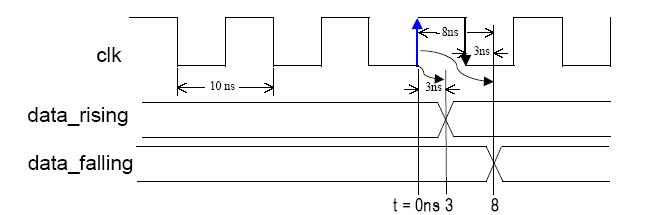 8ns
clk
3ns
10 ns
3ns
data_rising
data_falling
t = 0ns 3 8